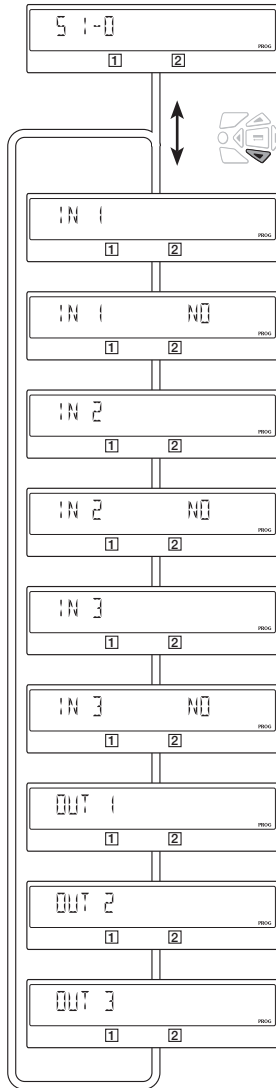 S1-0
PROG
1 2
IN 1
PROG
1 2
IN 1 NO
PROG
1 2
IN 2
PROG
1 2
IN 2 NO
PROG
1 2
IN 3
PROG
1 2
IN 3 NO
PROG
1 2
OUT 1
PROG
1 2
OUT 2
PROG
1 2
OUT 3
PROG
1 2